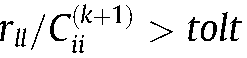 r_{ll}/C_{ii}^{(k+1)} > tolt